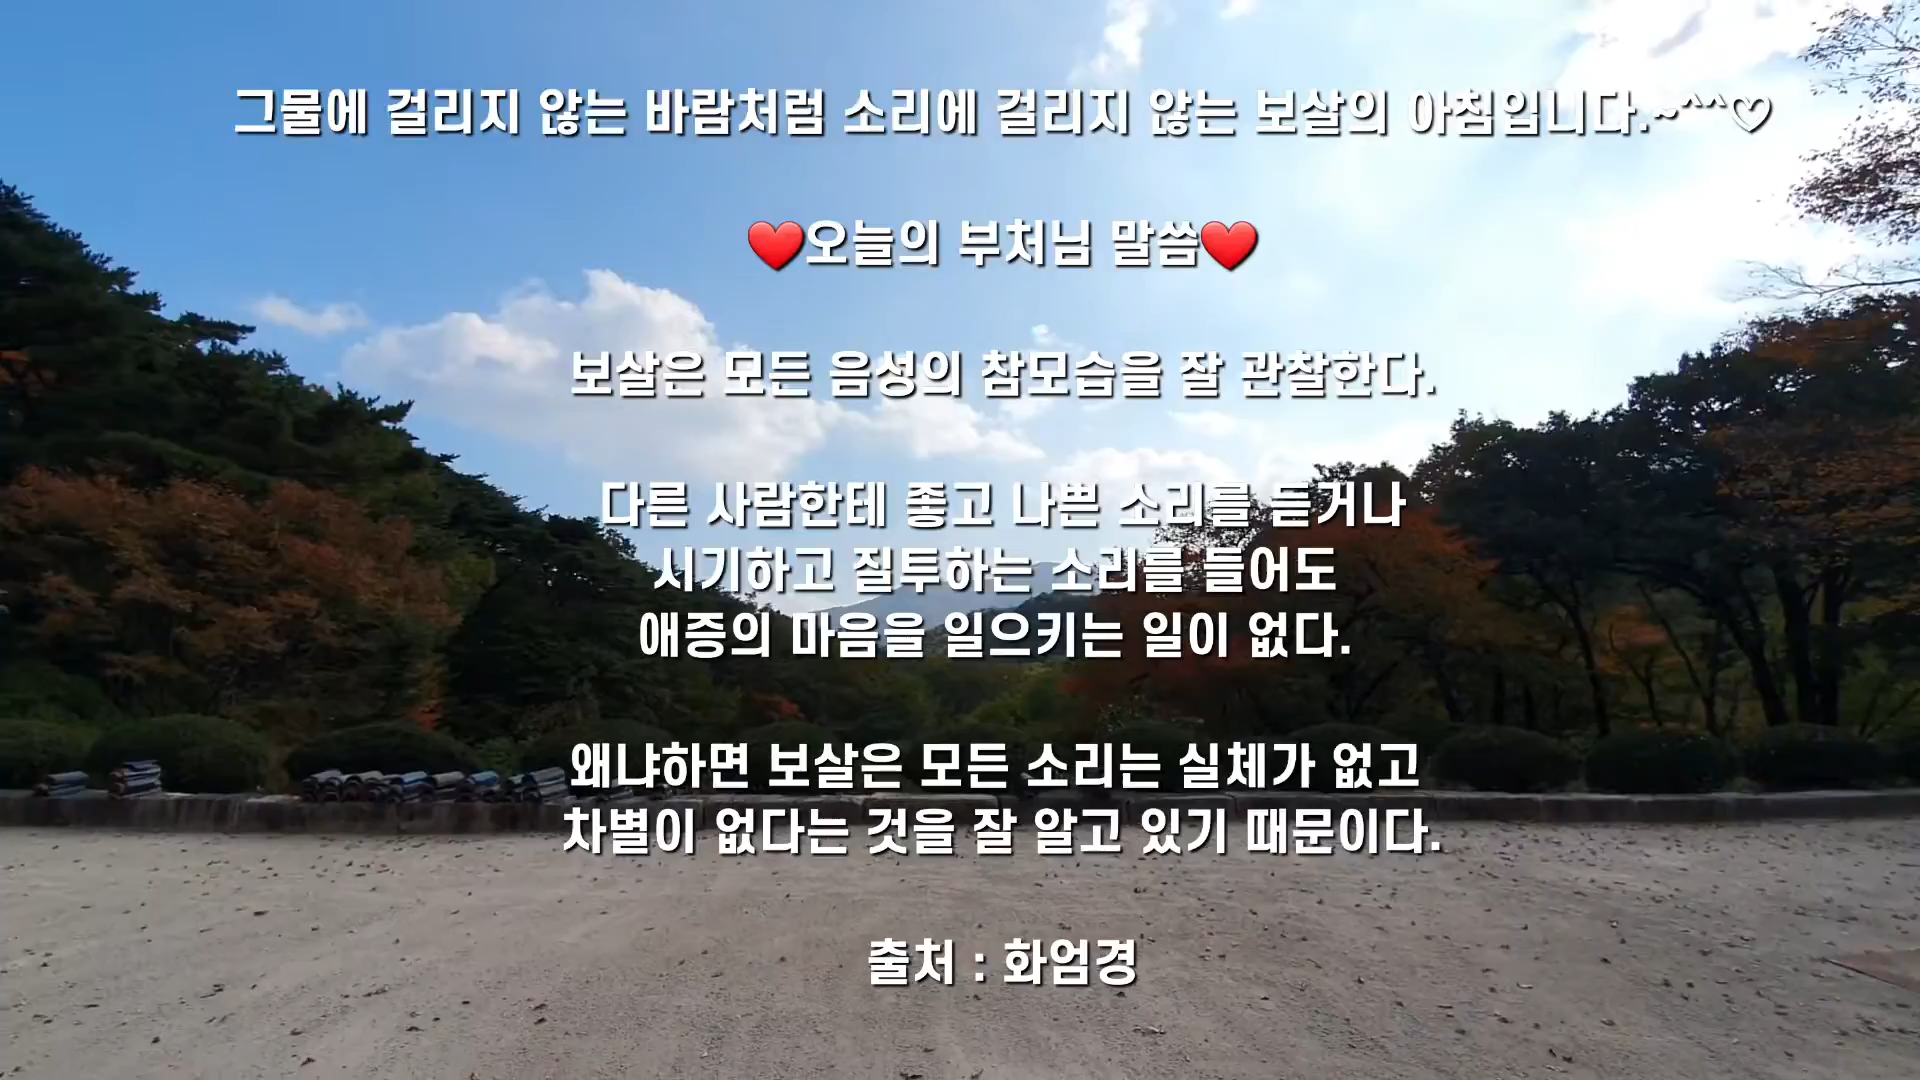 그물에 걸리지 않는 바람처럼 소리에 걸리지 않는 보살의 아침입니다.~^^♡
❤️오늘의 부처님 말씀❤️
보살은 모든 음성의 참모습을 잘 관찰한다.
다른 사람한테 좋고 나쁜 소리를 듣거나
시기하고 질투하는 소리를 들어도
애증의 마음을 일으키는 일이 없다.
왜냐하면 보살은 모든 소리는 실체가 없고
차별이 없다는 것을 잘 알고 있기 때문이다.
출처 : 화엄경